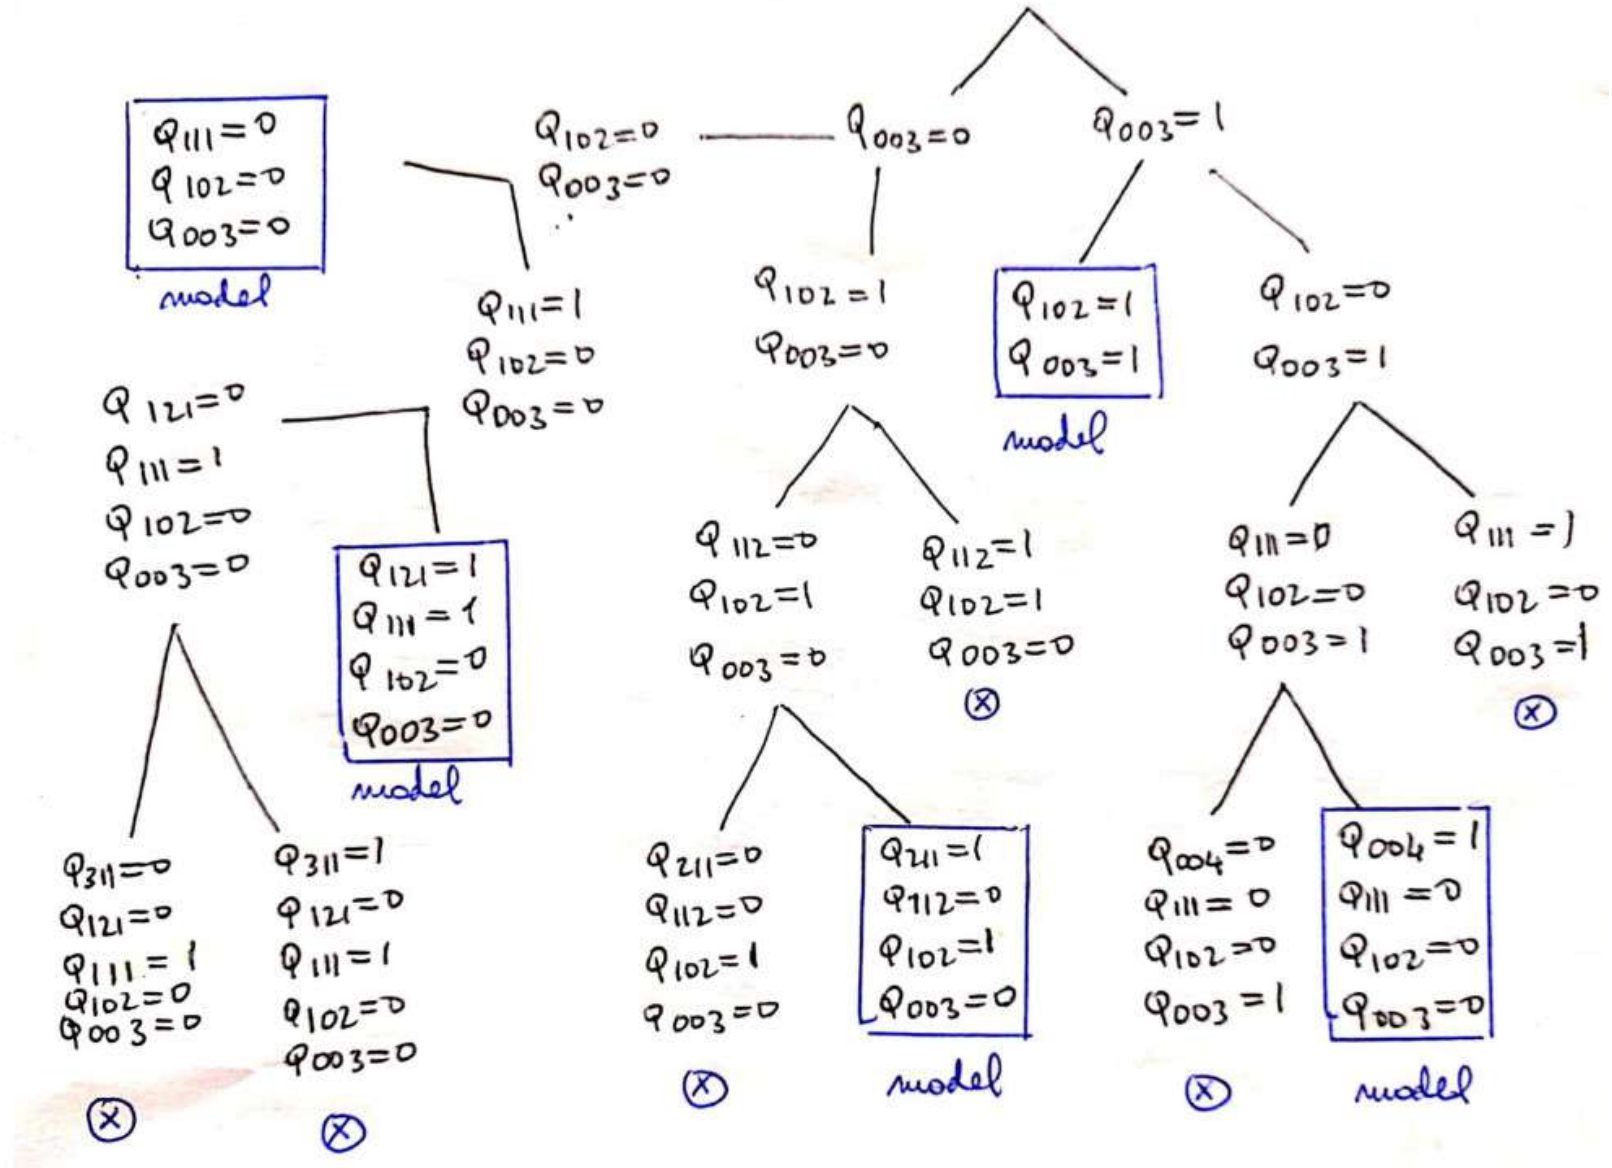 Q003=0
Q003=1
Q102=0
Q003=0
Q111=0
Q102=0
Q003=0
model
Q111=1
Q102=0
Q003=0
Q102=1
Q003=0
Q102=1
Q003=1
model
Q102=0
Q003=1
Q121=0
Q111=1
Q102=0
Q003=0
Q121=1
Q111=1
Q102=0
Q003=0
model
Q112=0
Q102=1
Q003=0
Q112=1
Q102=1
Q003=0
ⓧ
Q111=0
Q102=0
Q003=1
Q111=1
Q102=0
Q003=1
ⓧ
Q311=0
Q121=0
Q111=1
Q102=0
Q003=0
ⓧ
Q311=1
Q121=0
Q111=1
Q102=0
Q003=0
ⓧ
Q211=0
Q112=0
Q102=1
Q003=0
ⓧ
Q211=1
Q112=0
Q102=1
Q003=0
model
Q004=0
Q111=0
Q102=0
Q003=1
ⓧ
Q004=1
Q111=0
Q102=0
Q003=0
model